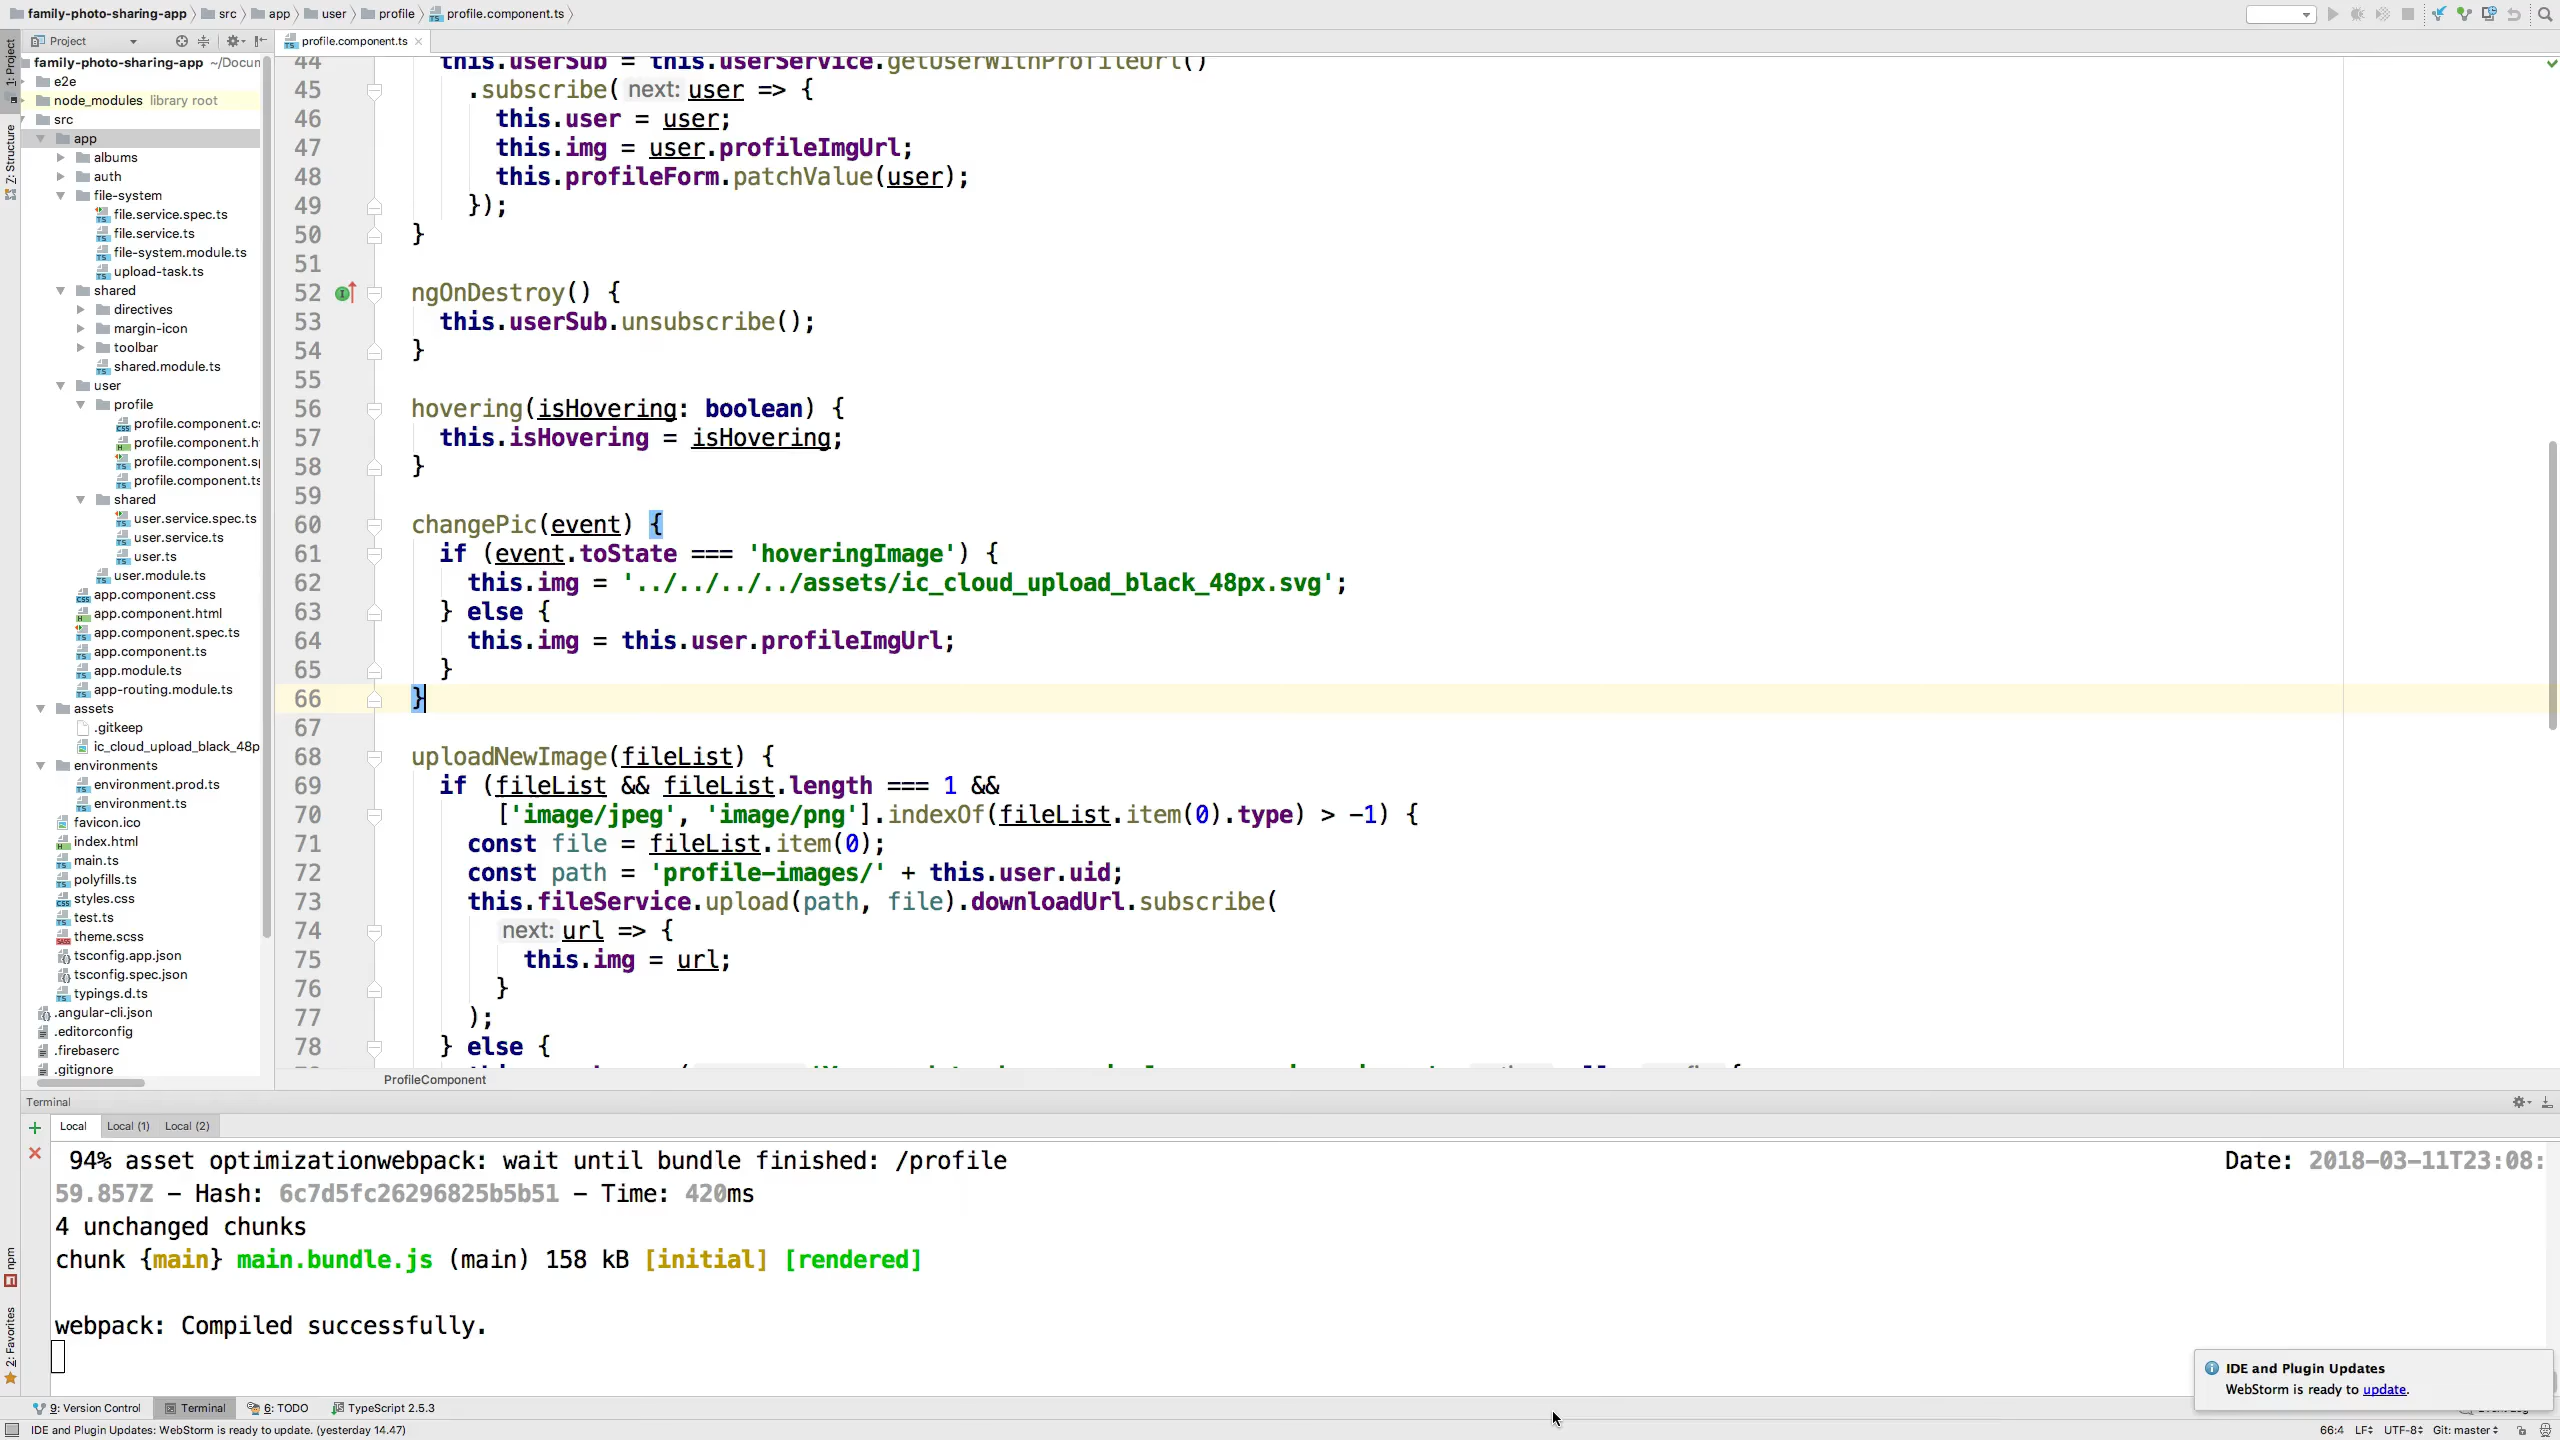 family-photo-sharing-app src app user profile profile.component.ts
Project
profile.component.ts
1: Project
Z: Structure
npm
2: Favorites
family-photo-sharing-app ~/Docun
e2e
node_modules library root
src
app
albums
auth
file-system
file.service.spec.ts
file.service.ts
file-system.module.ts
upload-task.ts
shared
directives
margin-icon
toolbar
shared.module.ts
user
profile
profile.component.c
profile.component.h
profile.component.s
profile.component.ts
shared
user.service.spec.ts
user.service.ts
user.ts
user.module.ts
app.component.css
app.component.html
app.component.spec.ts
app.component.ts
app.module.ts
app-routing.module.ts
assets
.gitkeep
ic_cloud_upload_black_48p
environments
environment.prod.ts
environment.ts
favicon.ico
index.html
main.ts
polyfills.ts
styles.css
test.ts
theme.scss
tsconfig.app.json
tsconfig.spec.json
typings.d.ts
.angular-cli.json
.editorconfig
.firebaserc
.gitignore
44 this.userSub = this.userService.getUserWithProfileUrl()
45 .subscribe( next: user => {
46 this.user = user;
47 this.img = user.profileImgUrl;
48 this.profileForm.patchValue(user);
49 });
50 }
51
52 ngOnDestroy() {
53 this.userSub.unsubscribe();
54 }
55
56 hovering(isHovering: boolean) {
57 this.isHovering = isHovering;
58 }
59
60 changePic(event) {
61 if (event.toState === 'hoveringImage') {
62 this.img = '../../../../assets/ic_cloud_upload_black_48px.svg';
63 } else {
64 this.img = this.user.profileImgUrl;
65 }
66 }
67
68 uploadNewImage(fileList) {
69 if (fileList && fileList.length === 1 &&
70 ['image/jpeg', 'image/png'].indexOf(fileList.item(0).type) > -1) {
71 const file = fileList.item(0);
72 const path = 'profile-images/' + this.user.uid;
73 this.fileService.upload(path, file).downloadUrl.subscribe(
74 next: url => {
75 this.img = url;
76 }
77 );
78 } else {
ProfileComponent
Terminal
Local Local (1) Local (2)
94% asset optimizationwebpack: wait until bundle finished: /profile Date: 2018-03-11T23:08:
59.857Z - Hash: 6c7d5fc26296825b5b51 - Time: 420ms
4 unchanged chunks
chunk {main} main.bundle.js (main) 158 kB [initial] [rendered]
webpack: Compiled successfully.
IDE and Plugin Updates
WebStorm is ready to update.
9: Version Control Terminal 6: TODO TypeScript 2.5.3
IDE and Plugin Updates: WebStorm is ready to update. (yesterday 14.47) 66:4 LF UTF-8 Git: master